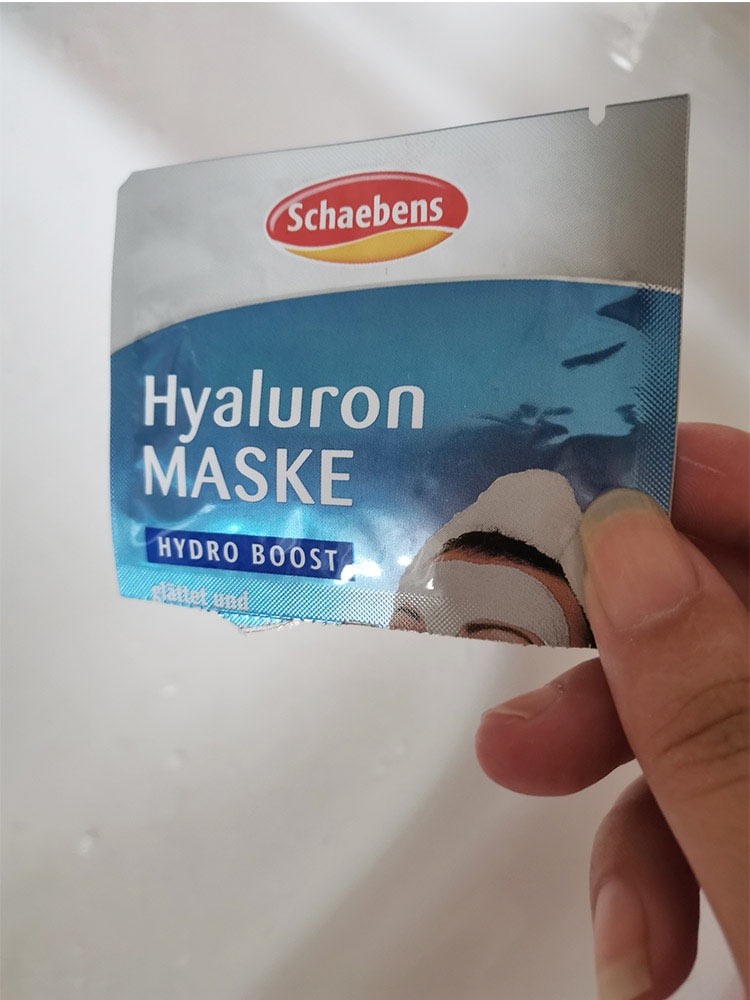 Schaebens
Hyaluron
MASKE
HYDRO BOOST
glättet und